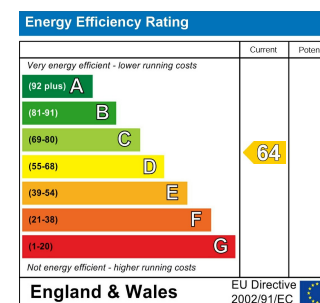 Energy Efficiency Rating
Current Poten
Very energy efficient - lower running costs
(92 plus) A
(81-91) B
(69-80) C
64
(55-68) D
(39-54) E
(21-38) F
(1-20) G
Not energy efficient - higher running costs
England & Wales
EU Directive
2002/91/EC